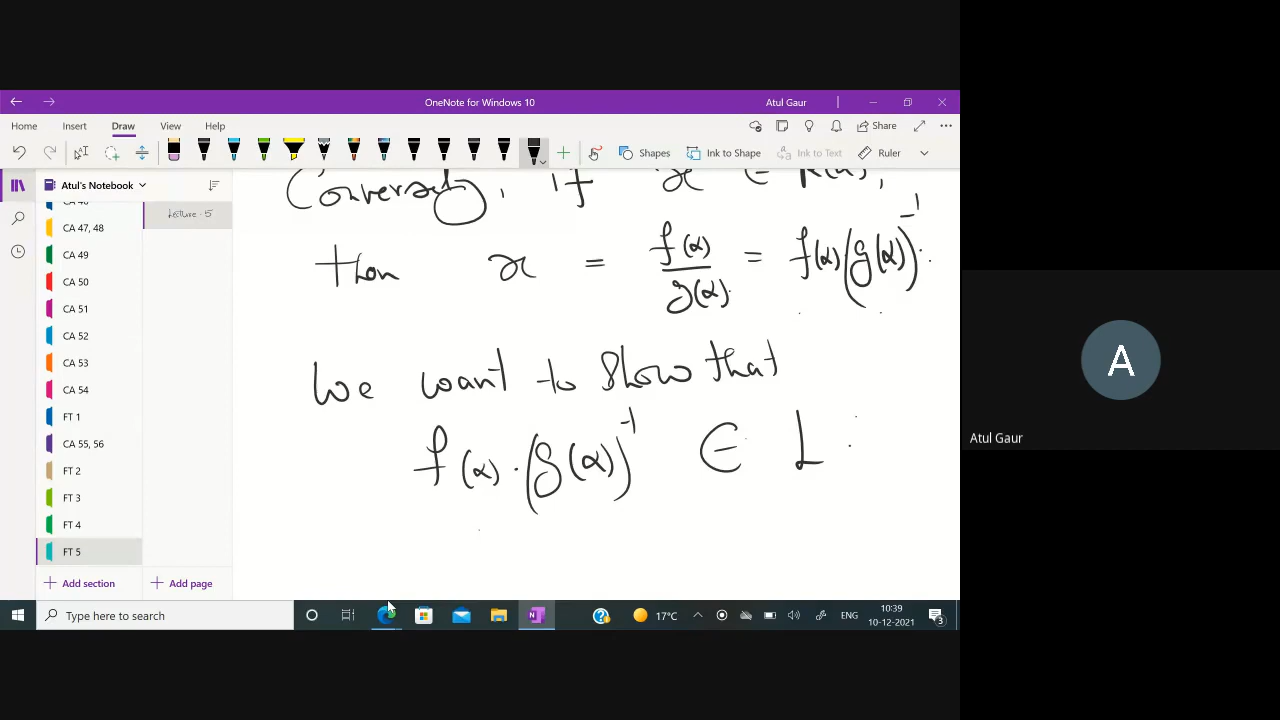 OneNote for Windows 10
Atul Gaur
Home Insert Draw View Help
Share
Shapes
Ink to Shape
Ink to Text
Ruler
Atul's Notebook
Lecture - 5
CA 47, 48
CA 49
CA 50
CA 51
CA 52
CA 53
CA 54
FT 1
CA 55, 56
FT 2
FT 3
FT 4
FT 5
Add section
Add page
Conversely, if x ∈
then x = f(α)/g(α) = f(α)(g(α))⁻¹.
We want to show that
f(α)·(g(α))⁻¹ ∈ L.
Type here to search
17°C
ENG
10:39
10-12-2021
3
A
Atul Gaur